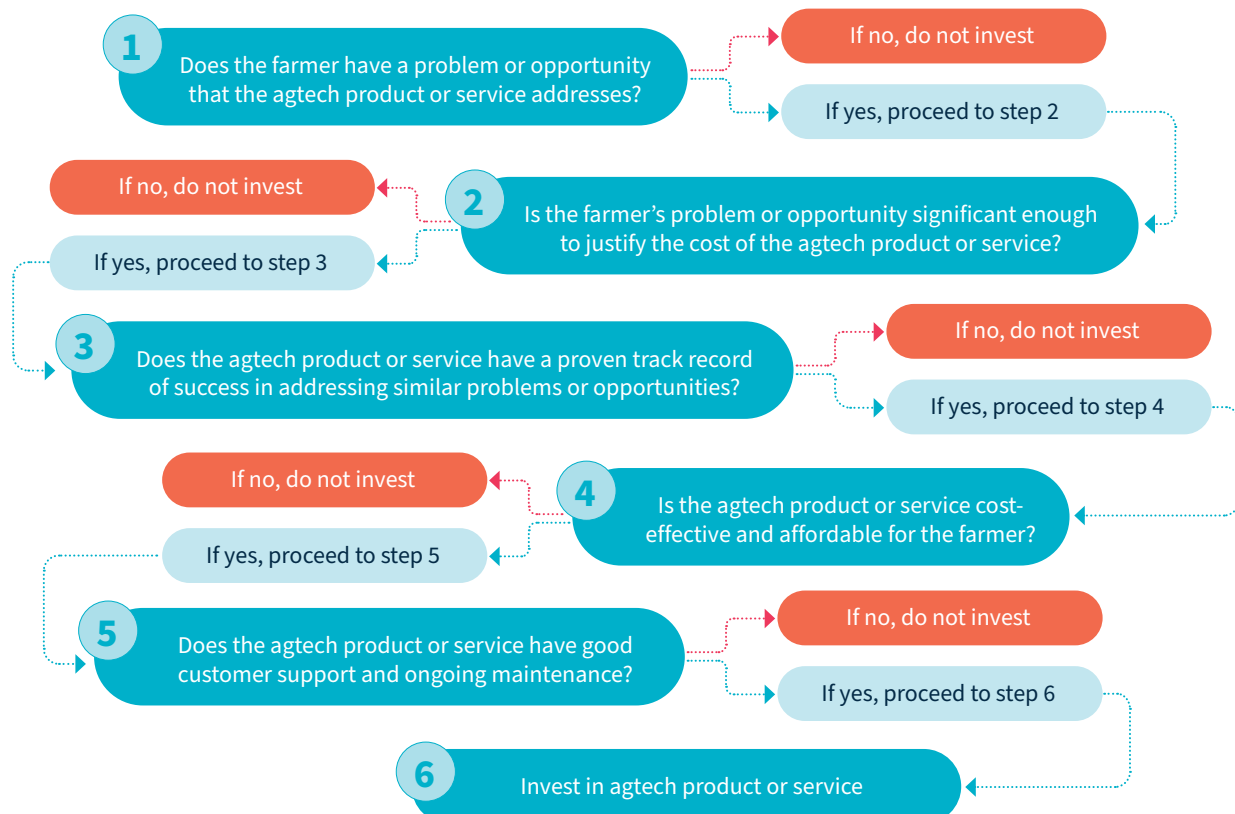 1
Does the farmer have a problem or opportunity
that the agtech product or service addresses?
If no, do not invest
If yes, proceed to step 2
2
Is the farmer’s problem or opportunity significant enough
to justify the cost of the agtech product or service?
If no, do not invest
If yes, proceed to step 3
3
Does the agtech product or service have a proven track record
of success in addressing similar problems or opportunities?
If no, do not invest
If yes, proceed to step 4
4
Is the agtech product or service cost-
effective and affordable for the farmer?
If no, do not invest
If yes, proceed to step 5
5
Does the agtech product or service have good
customer support and ongoing maintenance?
If no, do not invest
If yes, proceed to step 6
6
Invest in agtech product or service